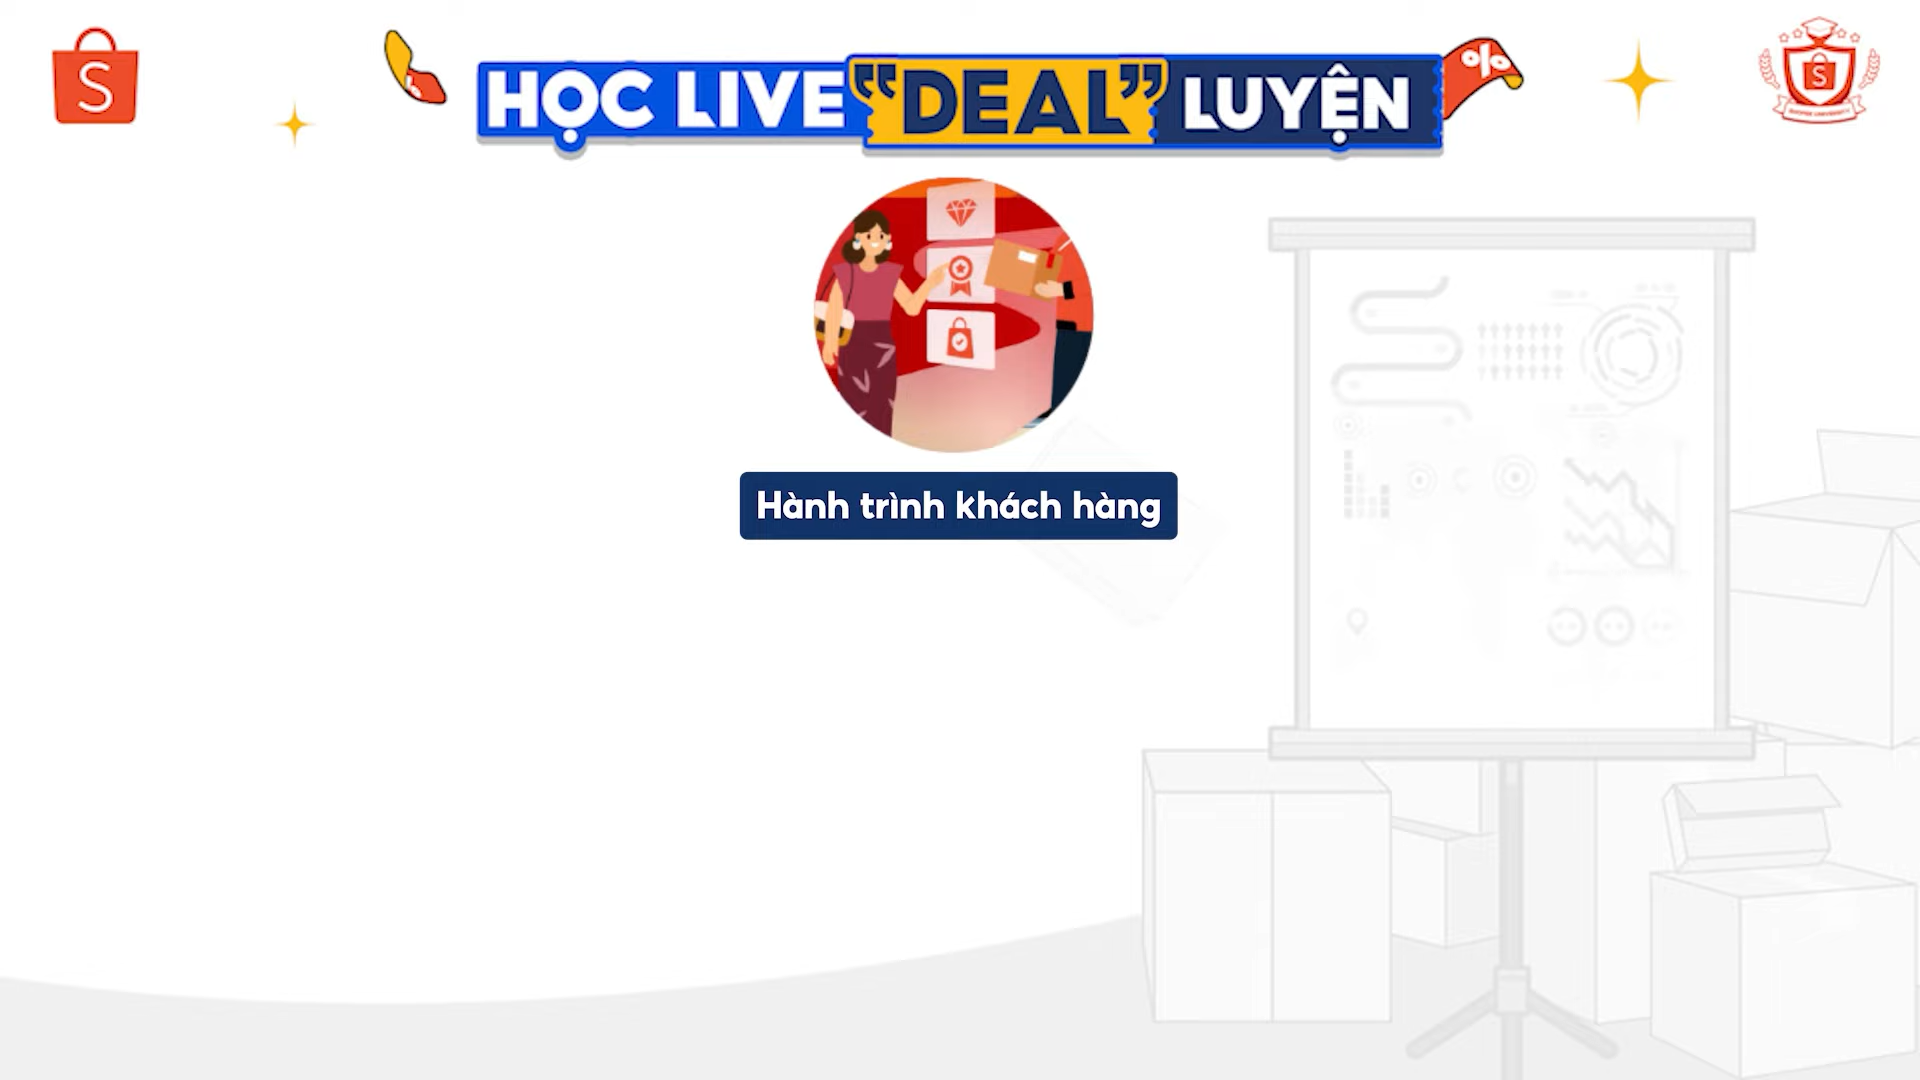 HỌC LIVE “DEAL” LUYỆN
%
Hành trình khách hàng